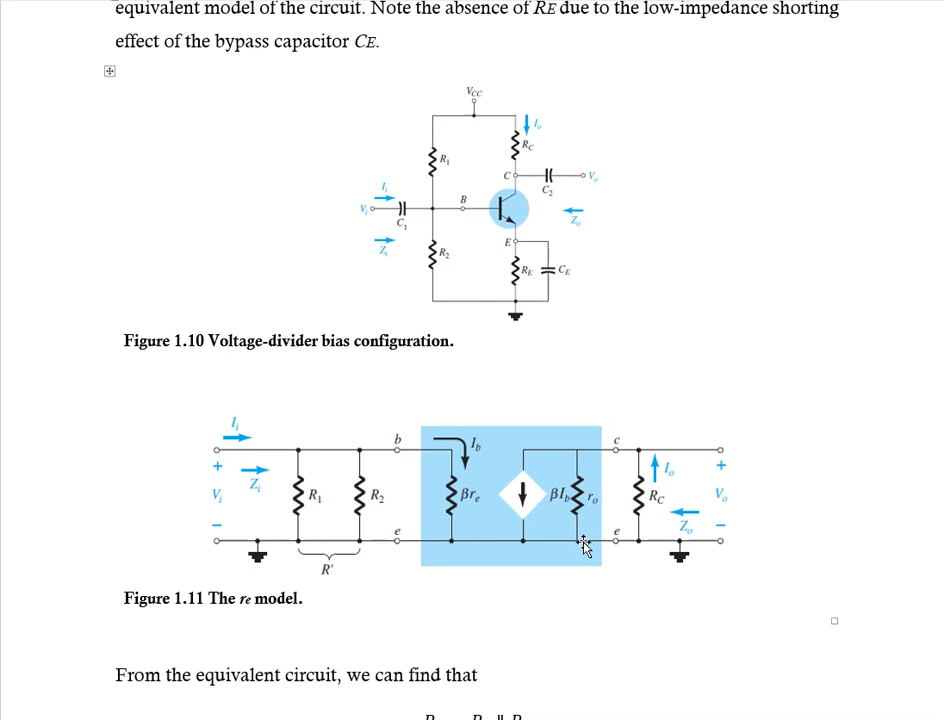 equivalent model of the circuit. Note the absence of RE due to the low-impedance shorting
effect of the bypass capacitor CE.
VCC
Io
RC
R1
C
C2
Vo
Ii
B
Vi
C1
Zo
Zi
R2
E
RE
CE
Figure 1.10 Voltage-divider bias configuration.
Ii
b
Ib
c
+
Zi
Io
+
Vi
R1
R2
βre
βIb
ro
RC
Vo
−
Zo
−
e
e
R'
Figure 1.11 The re model.
From the equivalent circuit, we can find that